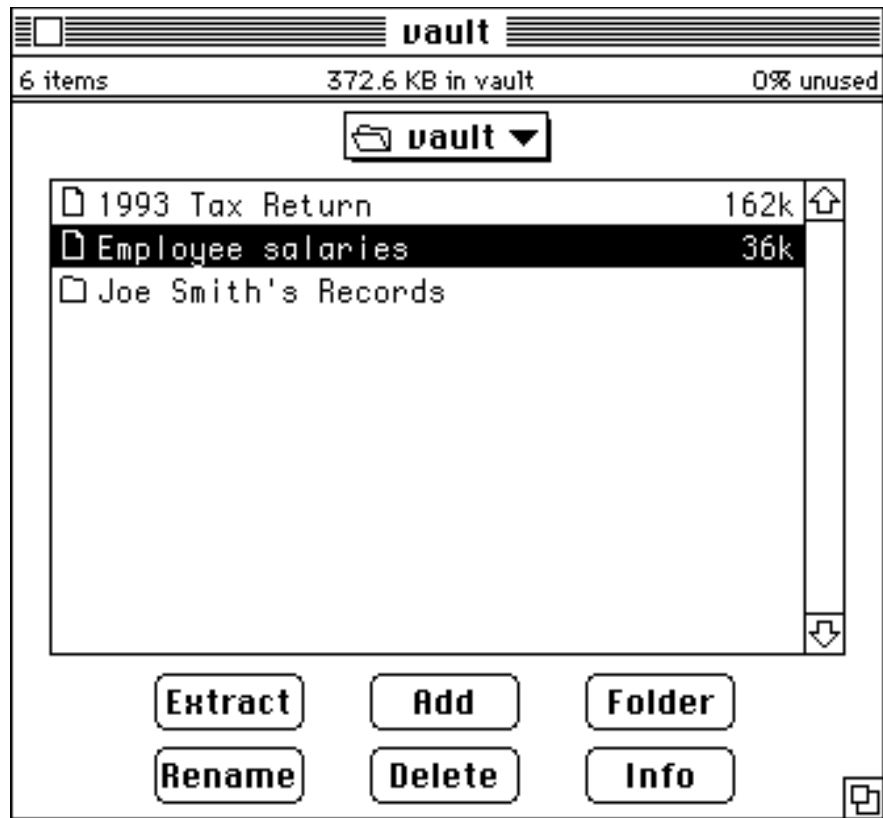 vault
6 items 372.6 KB in vault 0% unused
vault
1993 Tax Return 162k
Employee salaries 36k
Joe Smith's Records
Extract Add Folder
Rename Delete Info